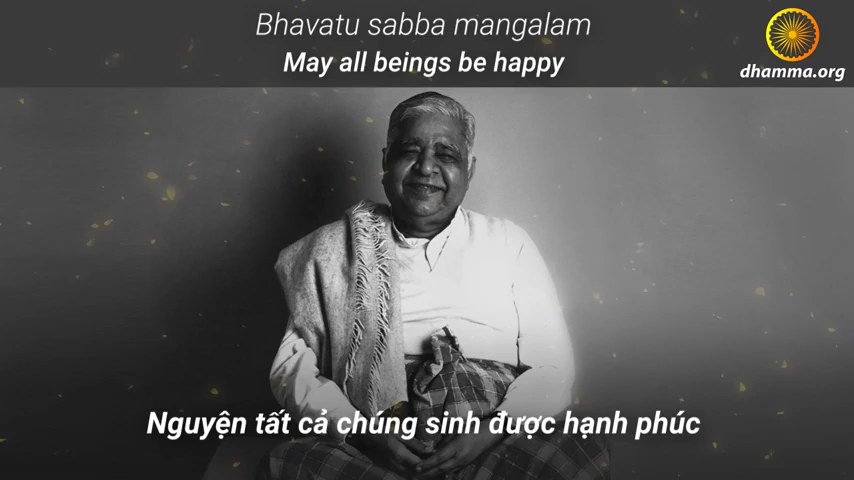 Bhavatu sabba mangalam
May all beings be happy
dhamma.org
Nguyện tất cả chúng sinh được hạnh phúc